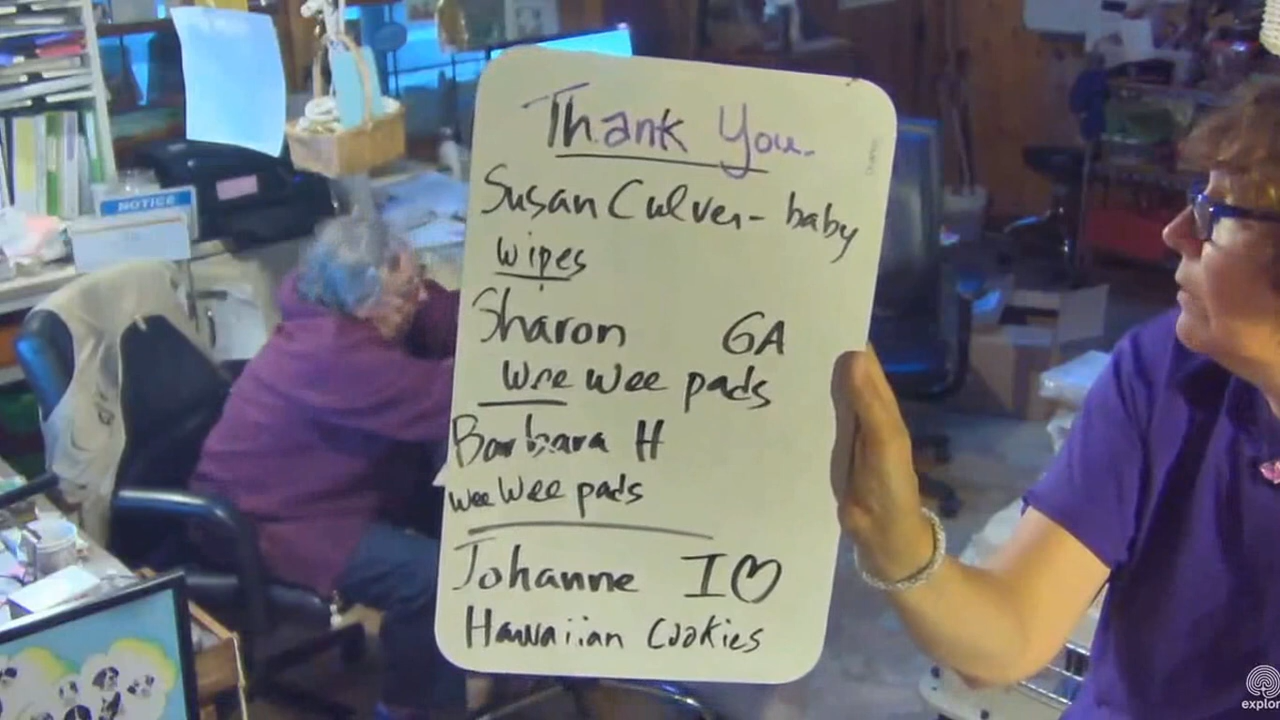 Thank You.
Susan Culver - baby
wipes
Sharon GA
wee wee pads
Barbara H
wee wee pads
Johanne I ♡
Hawaiian Cookies
NOTICE
explor